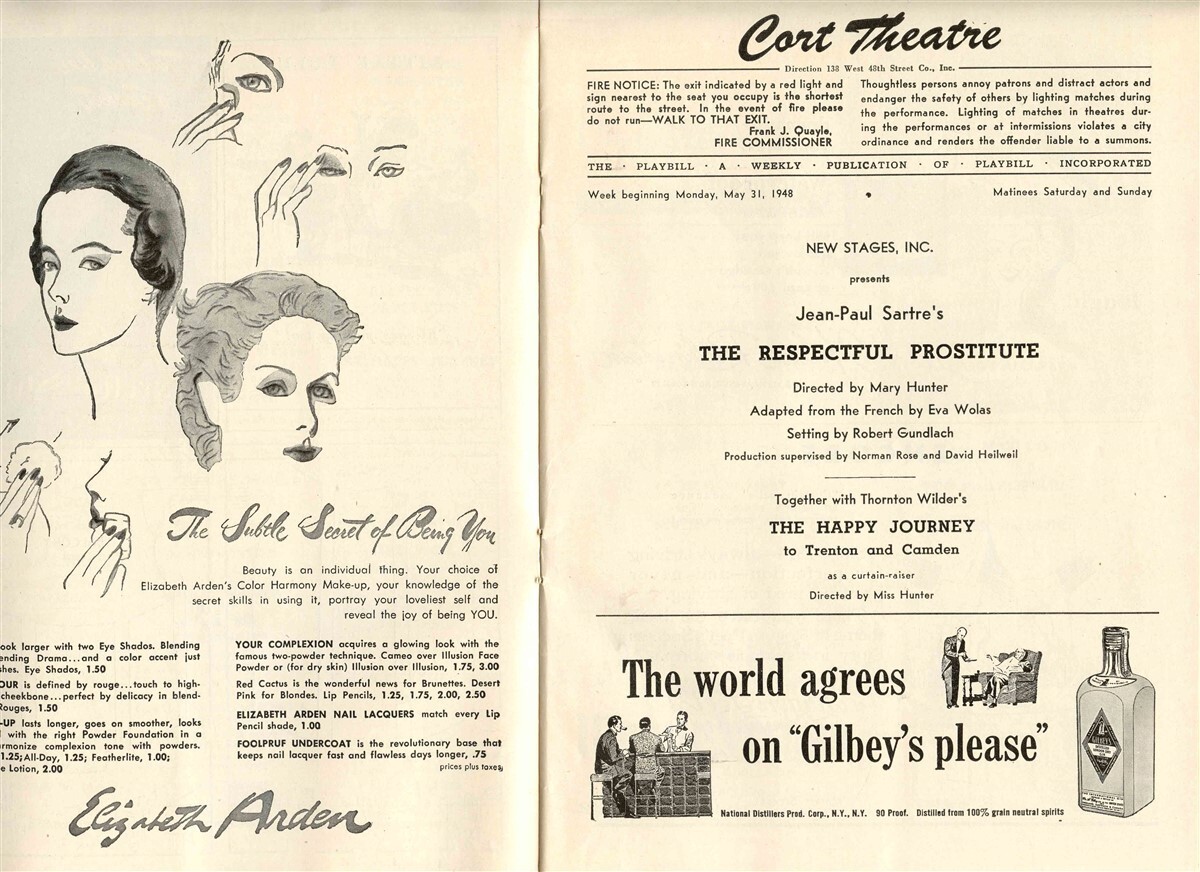 The Subtle Secret of Being You
Beauty is an individual thing. Your choice of
Elizabeth Arden's Color Harmony Make-up, your knowledge of the
secret skills in using it, portray your loveliest self and
reveal the joy of being YOU.
ook larger with two Eye Shados. Blending
ending Drama...and a color accent just
shes. Eye Shados, 1.50
OUR is defined by rouge...touch to high-
cheekbone...perfect by delicacy in blend-
Rouges, 1.50
-UP lasts longer, goes on smoother, looks
with the right Powder Foundation in a
rmonize complexion tone with powders.
1.25; All-Day, 1.25; Featherlite, 1.00;
e Lotion, 2.00
YOUR COMPLEXION acquires a glowing look with the
famous two-powder technique. Cameo over Illusion Face
Powder or (for dry skin) Illusion over Illusion, 1.75, 3.00
Red Cactus is the wonderful news for Brunettes. Desert
Pink for Blondes. Lip Pencils, 1.25, 1.75, 2.00, 2.50
ELIZABETH ARDEN NAIL LACQUERS match every Lip
Pencil shade, 1.00
FOOLPRUF UNDERCOAT is the revolutionary base that
keeps nail lacquer fast and flawless days longer, .75
prices plus taxes
Elizabeth Arden
Cort Theatre
Direction 138 West 48th Street Co., Inc.
FIRE NOTICE: The exit indicated by a red light and
sign nearest to the seat you occupy is the shortest
route to the street. In the event of fire please
do not run—WALK TO THAT EXIT.
Frank J. Quayle,
FIRE COMMISSIONER
Thoughtless persons annoy patrons and distract actors and
endanger the safety of others by lighting matches during
the performance. Lighting of matches in theatres dur-
ing the performances or at intermissions violates a city
ordinance and renders the offender liable to a summons.
THE · PLAYBILL · A · WEEKLY · PUBLICATION · OF · PLAYBILL · INCORPORATED
Week beginning Monday, May 31, 1948 • Matinees Saturday and Sunday
NEW STAGES, INC.
presents
Jean-Paul Sartre's
THE RESPECTFUL PROSTITUTE
Directed by Mary Hunter
Adapted from the French by Eva Wolas
Setting by Robert Gundlach
Production supervised by Norman Rose and David Heilweil
Together with Thornton Wilder's
THE HAPPY JOURNEY
to Trenton and Camden
as a curtain-raiser
Directed by Miss Hunter
The world agrees
on "Gilbey's please"
National Distillers Prod. Corp., N.Y., N.Y. 90 Proof. Distilled from 100% grain neutral spirits